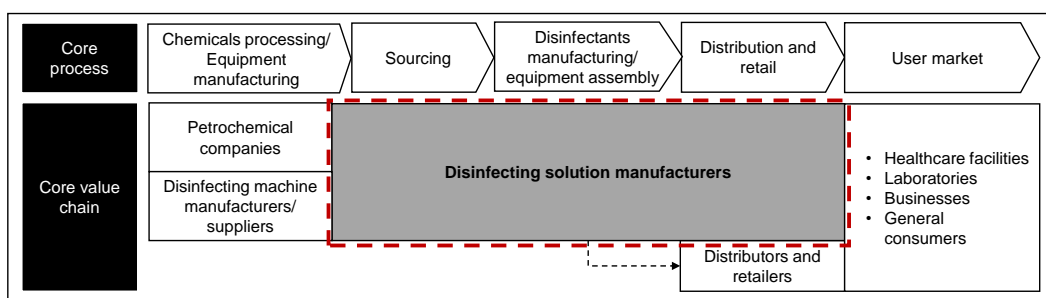 Core
process
Chemicals processing/
Equipment
manufacturing
Sourcing
Disinfectants
manufacturing/
equipment assembly
Distribution and
retail
User market
Core value
chain
Petrochemical
companies
Disinfecting machine
manufacturers/
suppliers
Disinfecting solution manufacturers
Distributors and
retailers
• Healthcare facilities
• Laboratories
• Businesses
• General
consumers